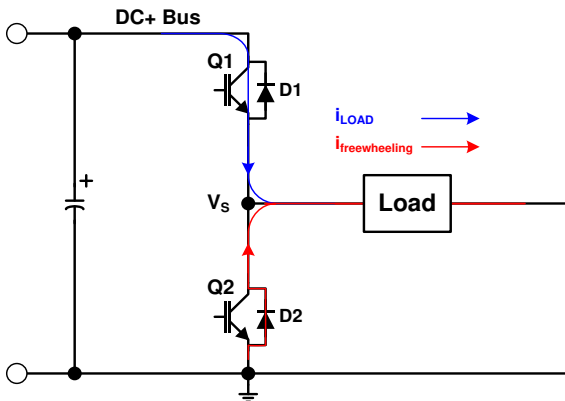 DC+ Bus
Q1
D1
iLOAD
ifreewheeling
+
VS
Load
Q2
D2